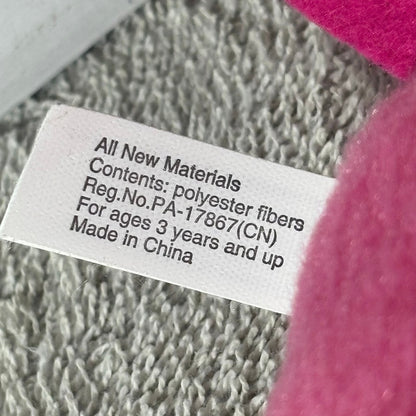 All New Materials
Contents: polyester fibers
Reg.No.PA-17867(CN)
For ages 3 years and up
Made in China